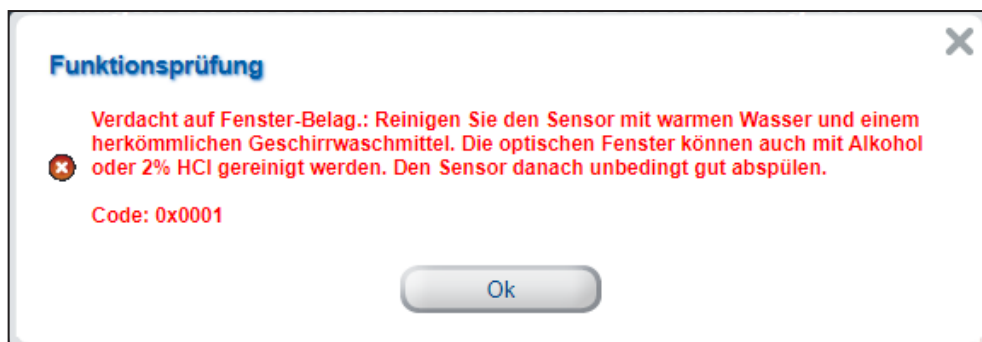 Funktionsprüfung
Verdacht auf Fenster-Belag.: Reinigen Sie den Sensor mit warmen Wasser und einem
herkömmlichen Geschirrwaschmittel. Die optischen Fenster können auch mit Alkohol
oder 2% HCl gereinigt werden. Den Sensor danach unbedingt gut abspülen.
Code: 0x0001
Ok